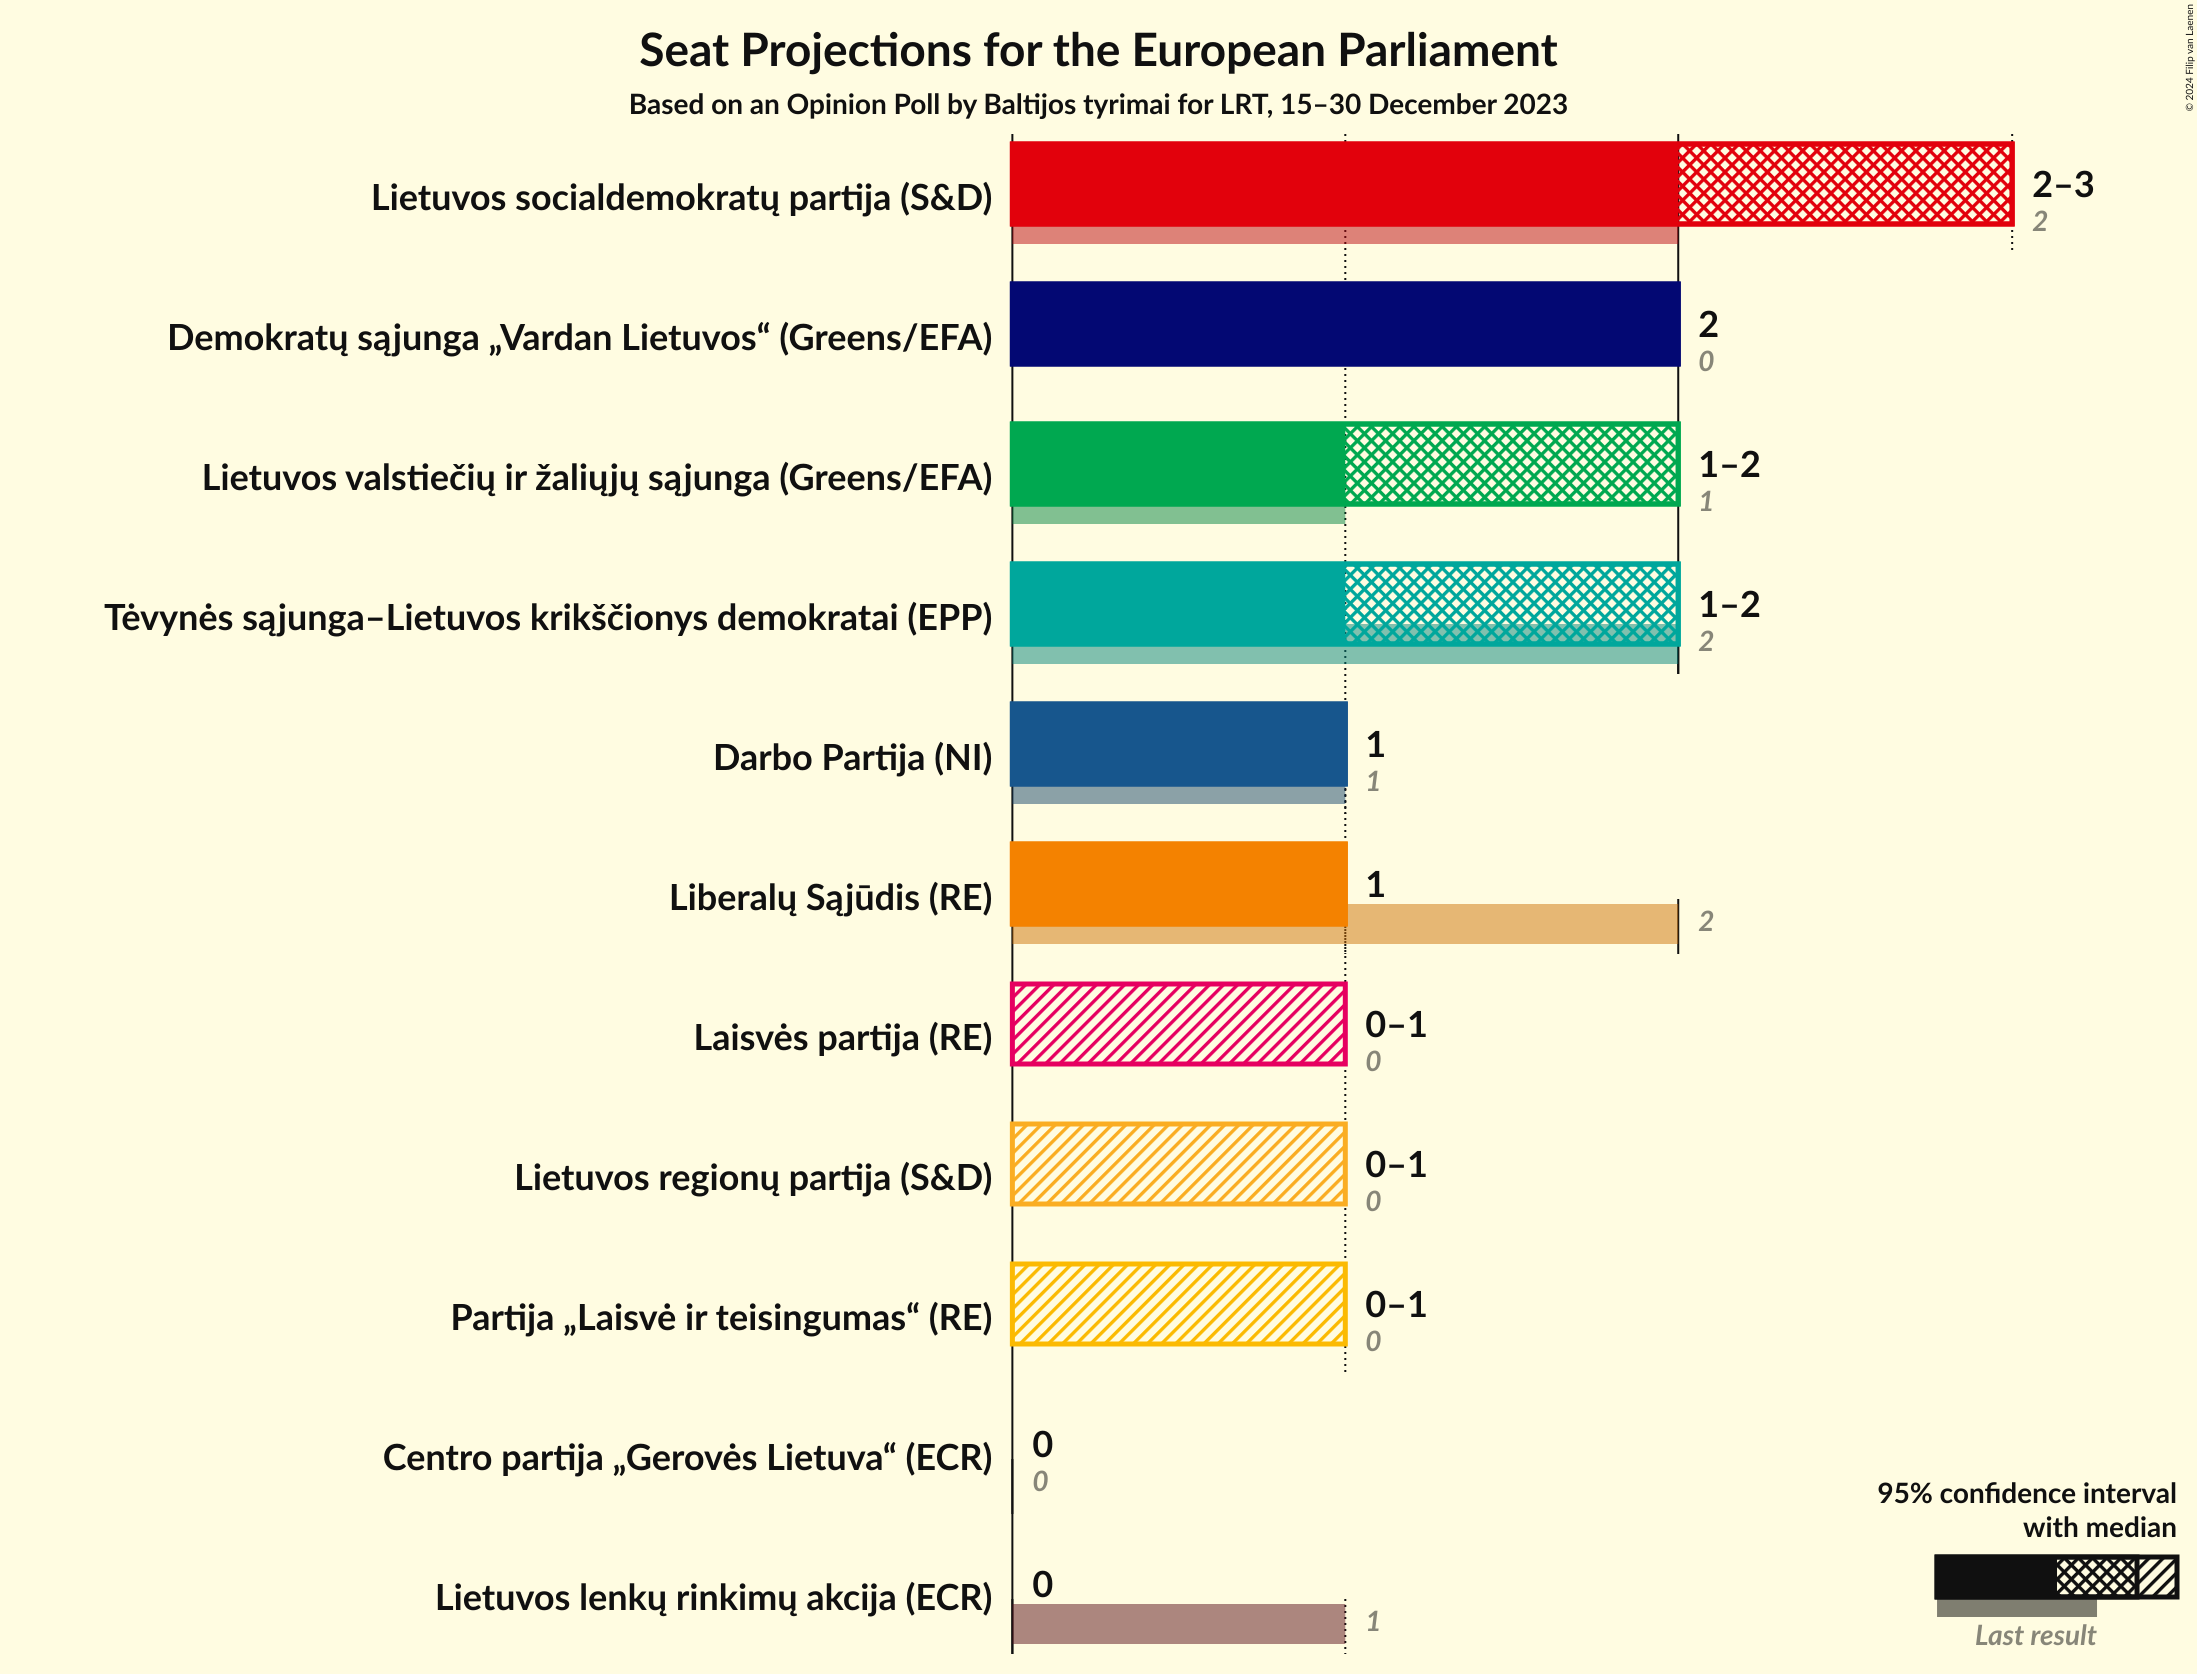 Seat Projections for the European Parliament
Based on an Opinion Poll by Baltijos tyrimai for LRT, 15–30 December 2023
© 2024 Filip van Laenen
Lietuvos socialdemokratų partija (S&D)
2–3
2
Demokratų sąjunga „Vardan Lietuvos“ (Greens/EFA)
2
0
Lietuvos valstiečių ir žaliųjų sąjunga (Greens/EFA)
1–2
1
Tėvynės sąjunga–Lietuvos krikščionys demokratai (EPP)
1–2
2
Darbo Partija (NI)
1
1
Liberalų Sąjūdis (RE)
1
2
Laisvės partija (RE)
0–1
0
Lietuvos regionų partija (S&D)
0–1
0
Partija „Laisvė ir teisingumas“ (RE)
0–1
0
Centro partija „Gerovės Lietuva“ (ECR)
0
0
Lietuvos lenkų rinkimų akcija (ECR)
0
1
95% confidence interval
with median
Last result